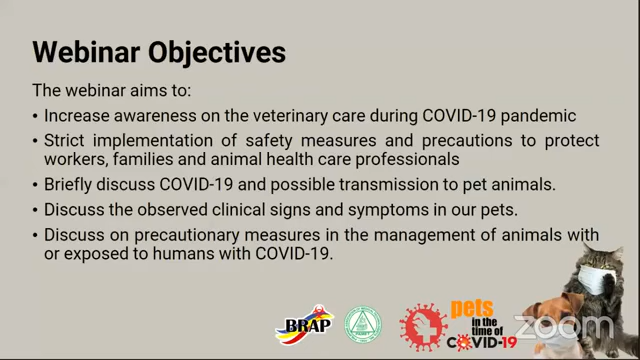 Webinar Objectives
The webinar aims to:
• Increase awareness on the veterinary care during COVID-19 pandemic
• Strict implementation of safety measures and precautions to protect
workers, families and animal health care professionals
• Briefly discuss COVID-19 and possible transmission to pet animals.
• Discuss the observed clinical signs and symptoms in our pets.
• Discuss on precautionary measures in the management of animals with
or exposed to humans with COVID-19.
BRAP
pets
in the
time of
COVID-19
zoom